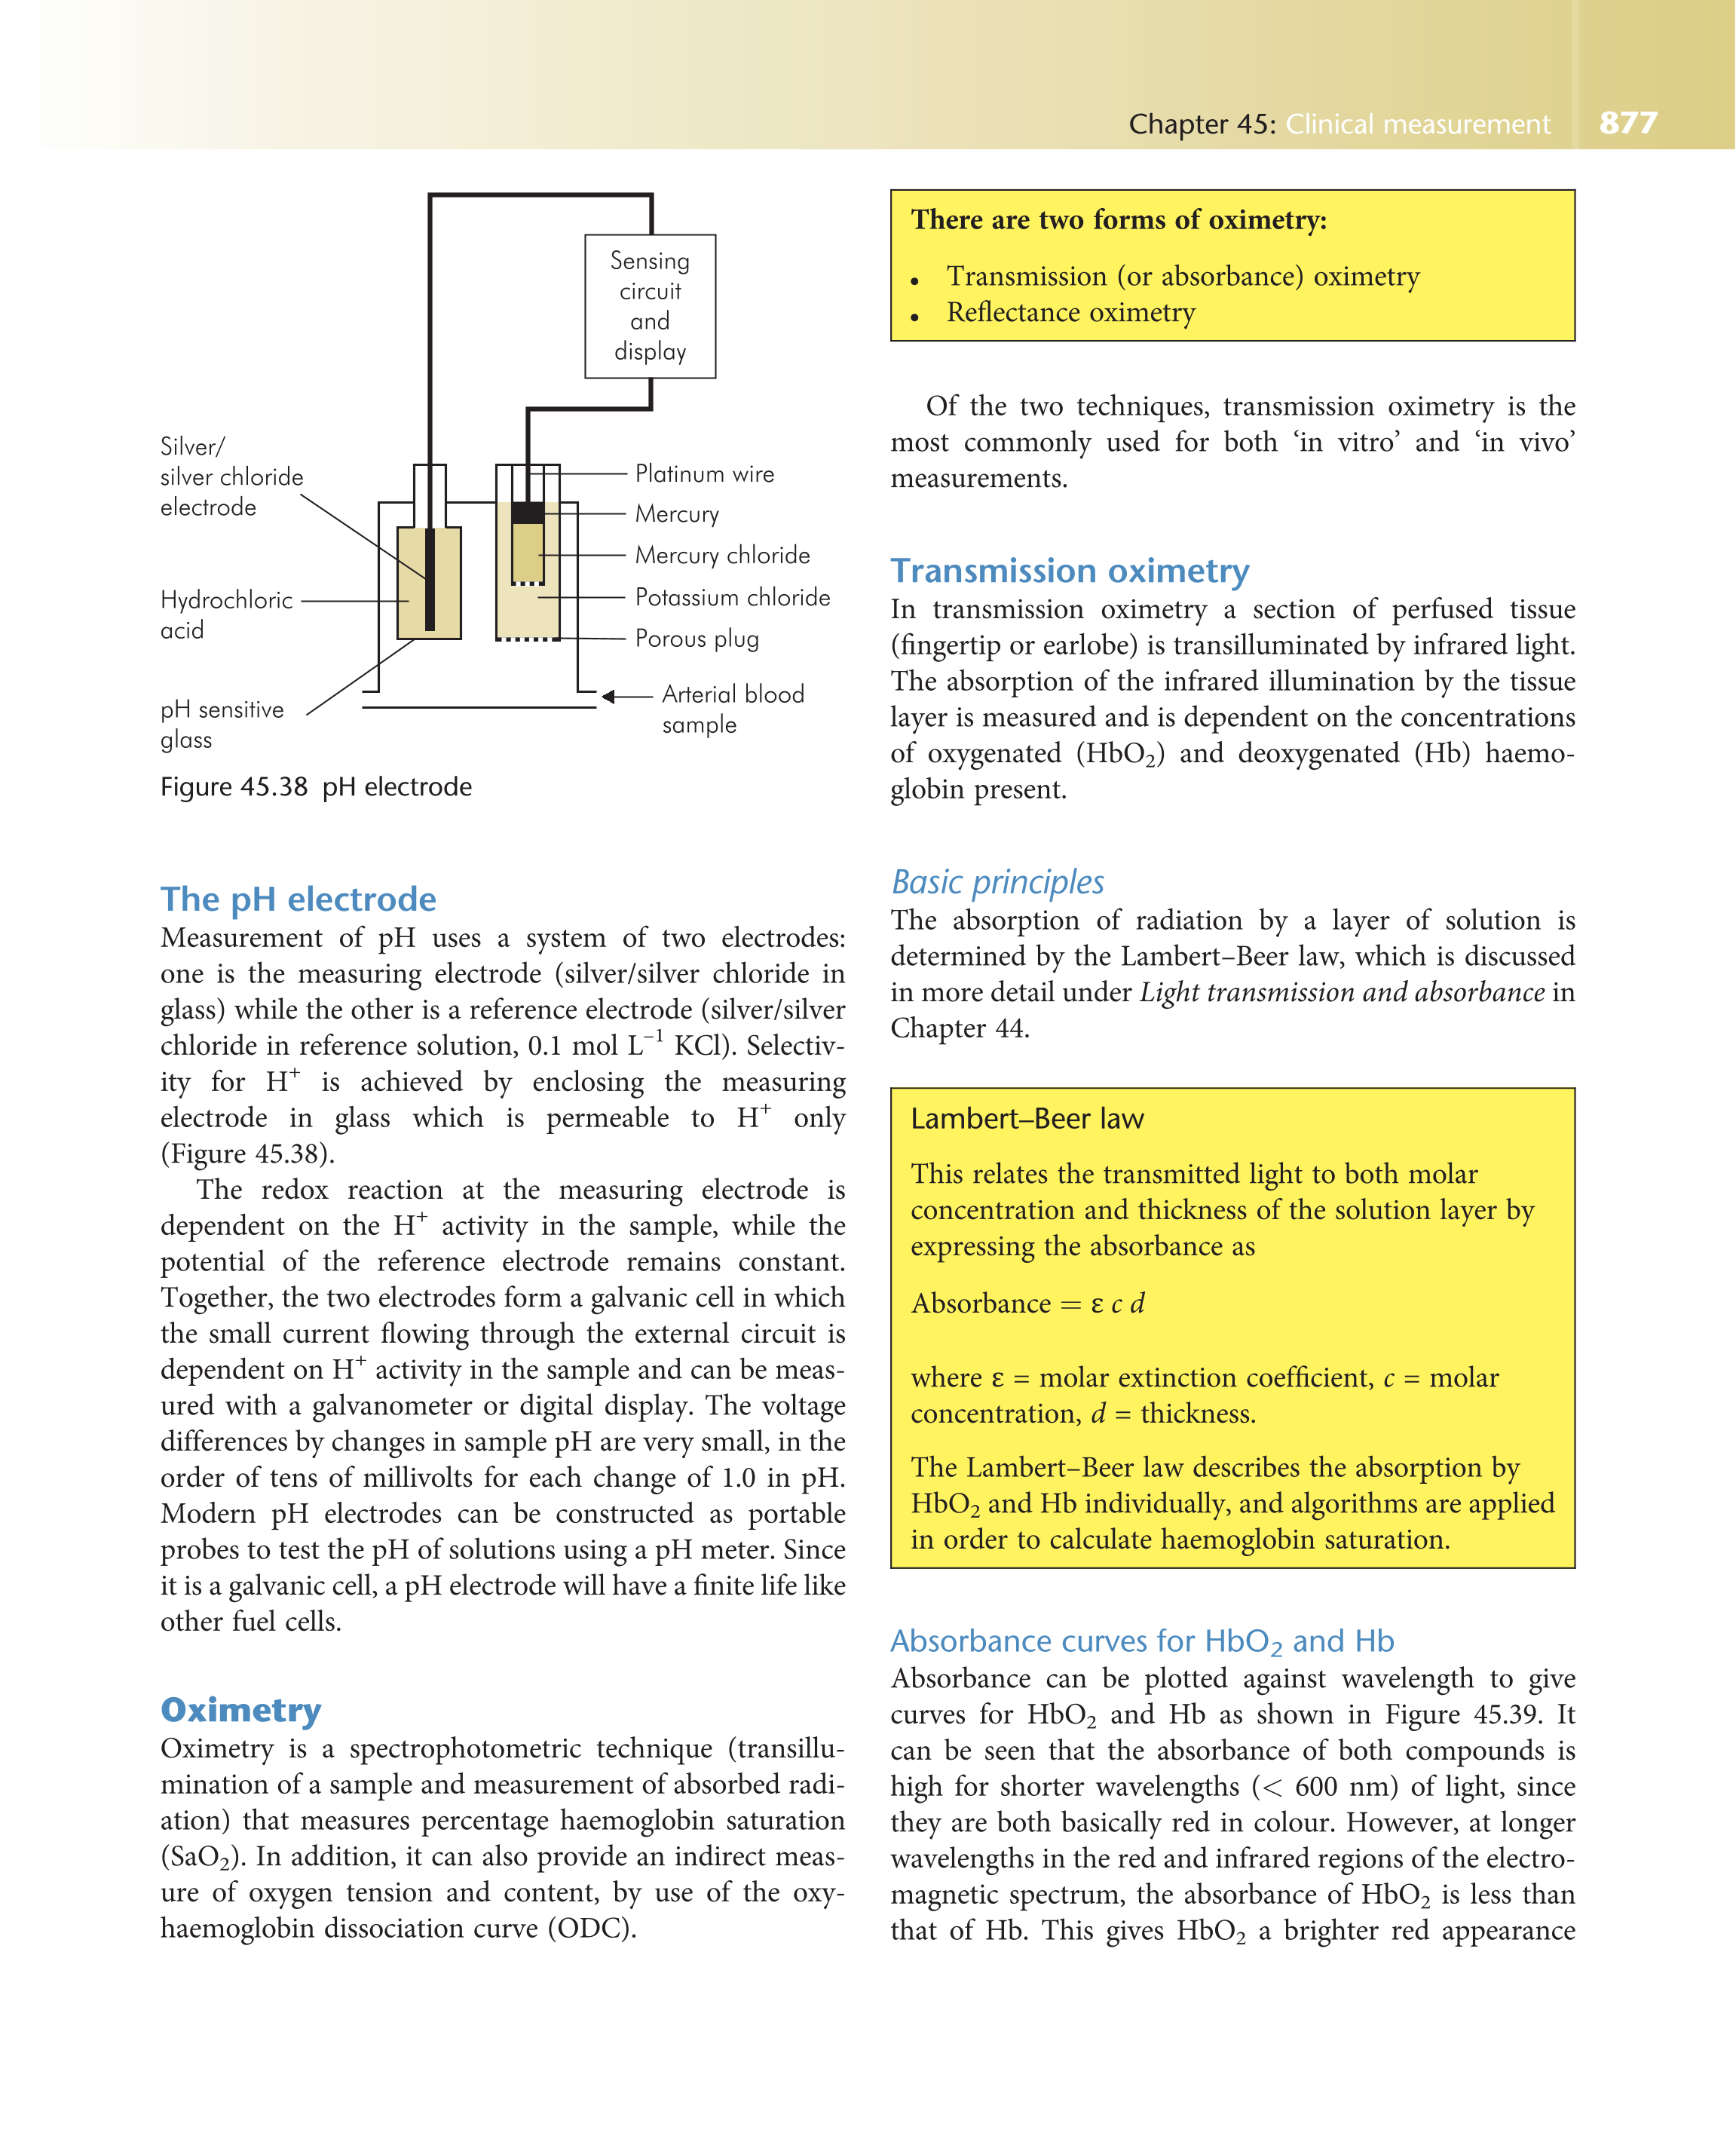 Chapter 45: Clinical measurement 877
Sensing
circuit
and
display
Silver/
silver chloride
electrode
Hydrochloric
acid
pH sensitive
glass
Platinum wire
Mercury
Mercury chloride
Potassium chloride
Porous plug
Arterial blood
sample
Figure 45.38 pH electrode
The pH electrode
Measurement of pH uses a system of two electrodes:
one is the measuring electrode (silver/silver chloride in
glass) while the other is a reference electrode (silver/silver
chloride in reference solution, 0.1 mol L⁻¹ KCl). Selectiv-
ity for H⁺ is achieved by enclosing the measuring
electrode in glass which is permeable to H⁺ only
(Figure 45.38).
The redox reaction at the measuring electrode is
dependent on the H⁺ activity in the sample, while the
potential of the reference electrode remains constant.
Together, the two electrodes form a galvanic cell in which
the small current flowing through the external circuit is
dependent on H⁺ activity in the sample and can be meas-
ured with a galvanometer or digital display. The voltage
differences by changes in sample pH are very small, in the
order of tens of millivolts for each change of 1.0 in pH.
Modern pH electrodes can be constructed as portable
probes to test the pH of solutions using a pH meter. Since
it is a galvanic cell, a pH electrode will have a finite life like
other fuel cells.
Oximetry
Oximetry is a spectrophotometric technique (transillu-
mination of a sample and measurement of absorbed radi-
ation) that measures percentage haemoglobin saturation
(SaO₂). In addition, it can also provide an indirect meas-
ure of oxygen tension and content, by use of the oxy-
haemoglobin dissociation curve (ODC).
There are two forms of oximetry:
• Transmission (or absorbance) oximetry
• Reflectance oximetry
Of the two techniques, transmission oximetry is the
most commonly used for both ‘in vitro’ and ‘in vivo’
measurements.
Transmission oximetry
In transmission oximetry a section of perfused tissue
(fingertip or earlobe) is transilluminated by infrared light.
The absorption of the infrared illumination by the tissue
layer is measured and is dependent on the concentrations
of oxygenated (HbO₂) and deoxygenated (Hb) haemo-
globin present.
Basic principles
The absorption of radiation by a layer of solution is
determined by the Lambert–Beer law, which is discussed
in more detail under Light transmission and absorbance in
Chapter 44.
Lambert–Beer law
This relates the transmitted light to both molar
concentration and thickness of the solution layer by
expressing the absorbance as
Absorbance = ε c d
where ε = molar extinction coefficient, c = molar
concentration, d = thickness.
The Lambert–Beer law describes the absorption by
HbO₂ and Hb individually, and algorithms are applied
in order to calculate haemoglobin saturation.
Absorbance curves for HbO₂ and Hb
Absorbance can be plotted against wavelength to give
curves for HbO₂ and Hb as shown in Figure 45.39. It
can be seen that the absorbance of both compounds is
high for shorter wavelengths (< 600 nm) of light, since
they are both basically red in colour. However, at longer
wavelengths in the red and infrared regions of the electro-
magnetic spectrum, the absorbance of HbO₂ is less than
that of Hb. This gives HbO₂ a brighter red appearance